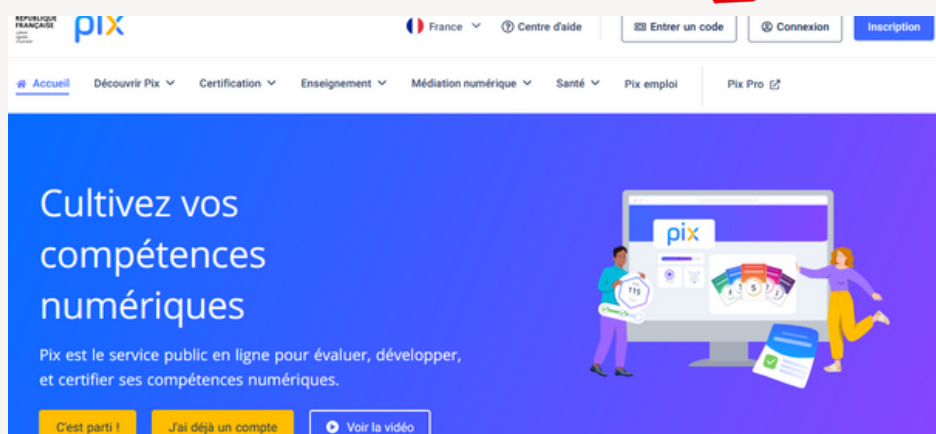 RÉPUBLIQUE
FRANÇAISE
pix
France
Centre d'aide
Entrer un code
Connexion
Inscription
Accueil
Découvrir Pix
Certification
Enseignement
Médiation numérique
Santé
Pix emploi
Pix Pro
Cultivez vos
compétences
numériques
Pix est le service public en ligne pour évaluer, développer,
et certifier ses compétences numériques.
C'est parti !
J'ai déjà un compte
Voir la vidéo
pix
115
5